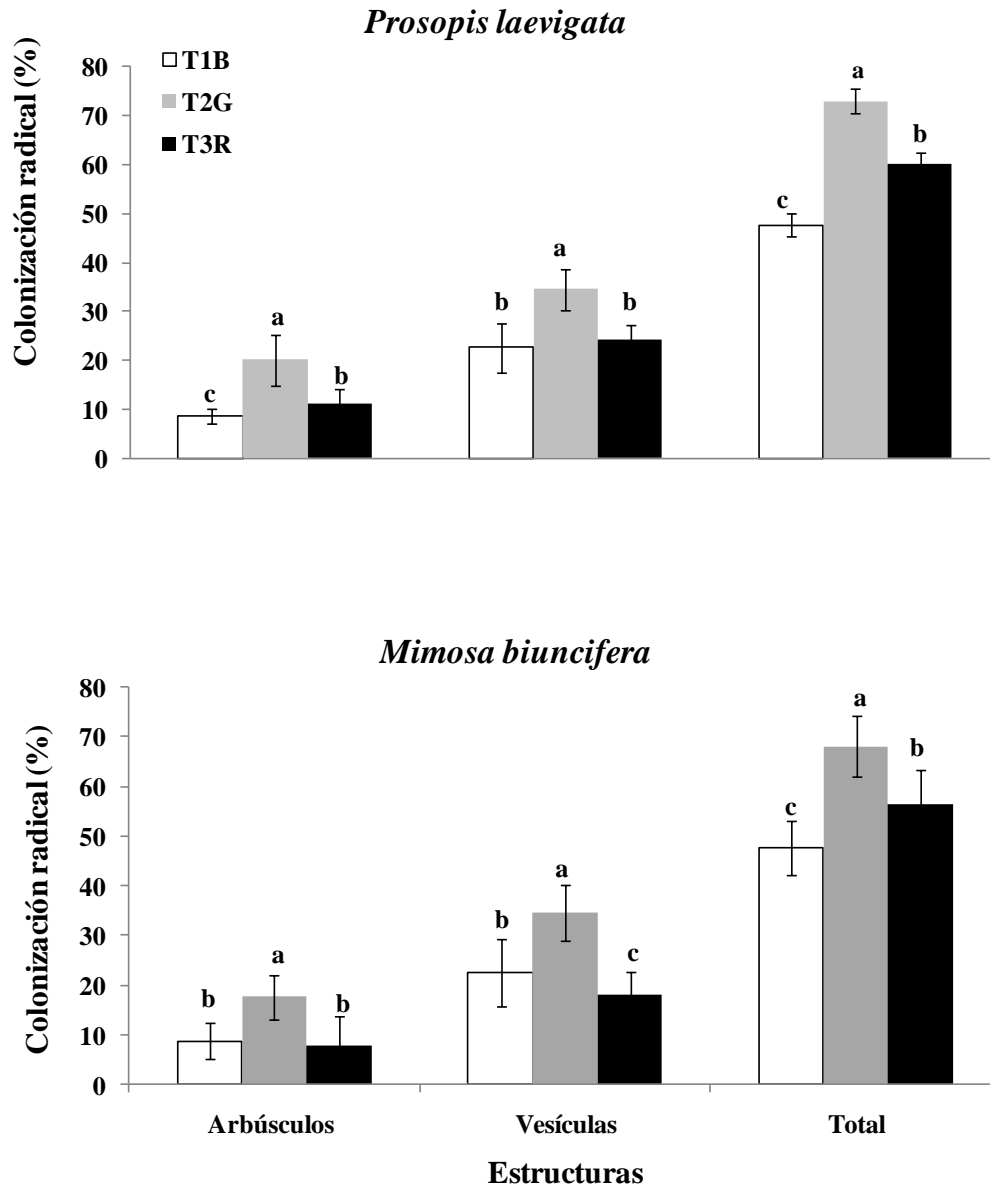 Prosopis laevigata
Colonización radical (%)
80
70
60
50
40
30
20
10
0
T1B
T2G
T3R
c
a
b
b
a
b
c
a
b
Mimosa biuncifera
Colonización radical (%)
80
70
60
50
40
30
20
10
0
b
a
b
b
a
c
c
a
b
Arbúsculos
Vesículas
Total
Estructuras